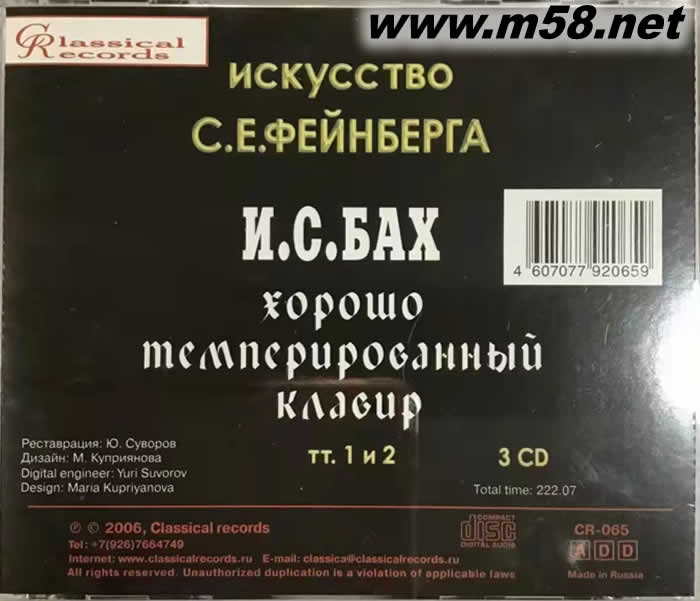 www.m58.net
Classical
Records
ИСКУССТВО
С.Е.ФЕЙНБЕРГА
И.С.БАХ
4 607077 920659
хорошо
темперированный
клавир
Реставрация: Ю. Суворов
Дизайн: М. Куприянова
Digital engineer: Yuri Suvorov
Design: Maria Kupriyanova
тт. 1 и 2
3 CD
Total time: 222.07
℗ © 2006, Classical records
Tel: +7(926)7664749
Internet: www.classicalrecords.ru E-mail: classica@classicalrecords.ru
All rights reserved. Unauthorized duplication is a violation of applicable laws
COMPACT
disc
DIGITAL AUDIO
CR-065
A D D
Made in Russia